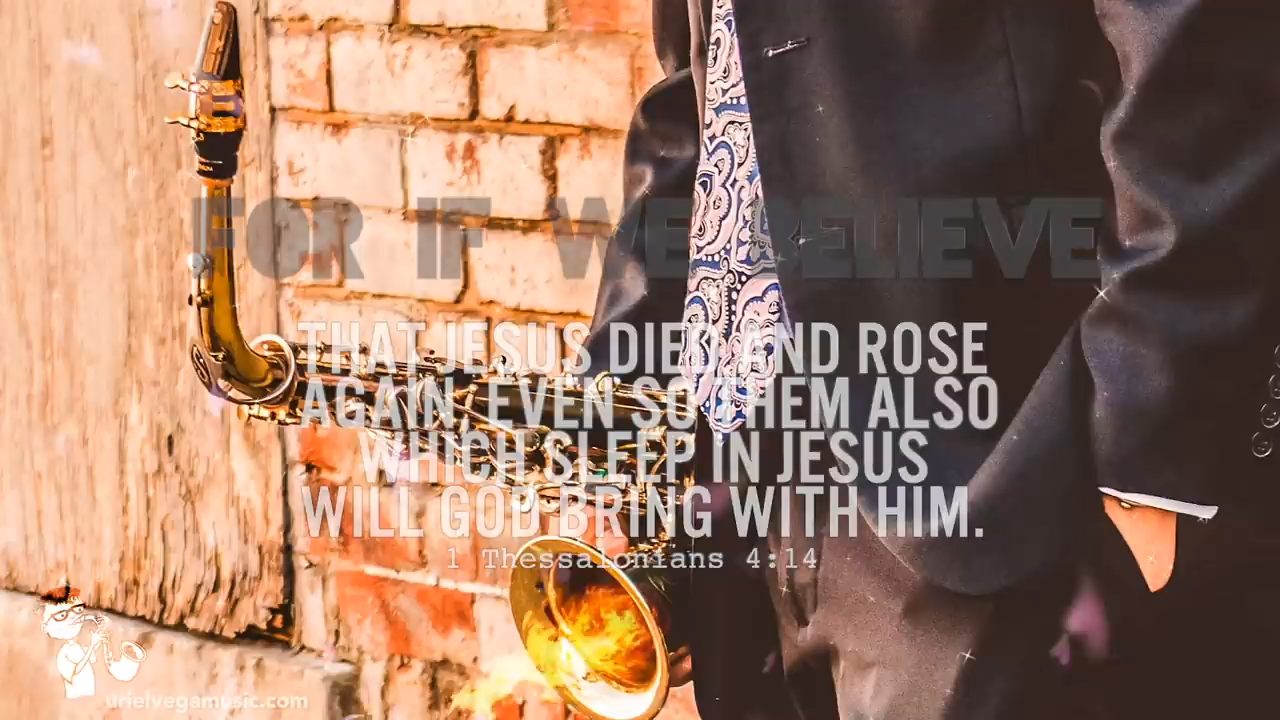 FOR IF WE BELIEVE
THAT JESUS DIED AND ROSE
AGAIN, EVEN SO THEM ALSO
WHICH SLEEP IN JESUS
WILL GOD BRING WITH HIM.
1 Thessalonians 4:14
urielvegamusic.com